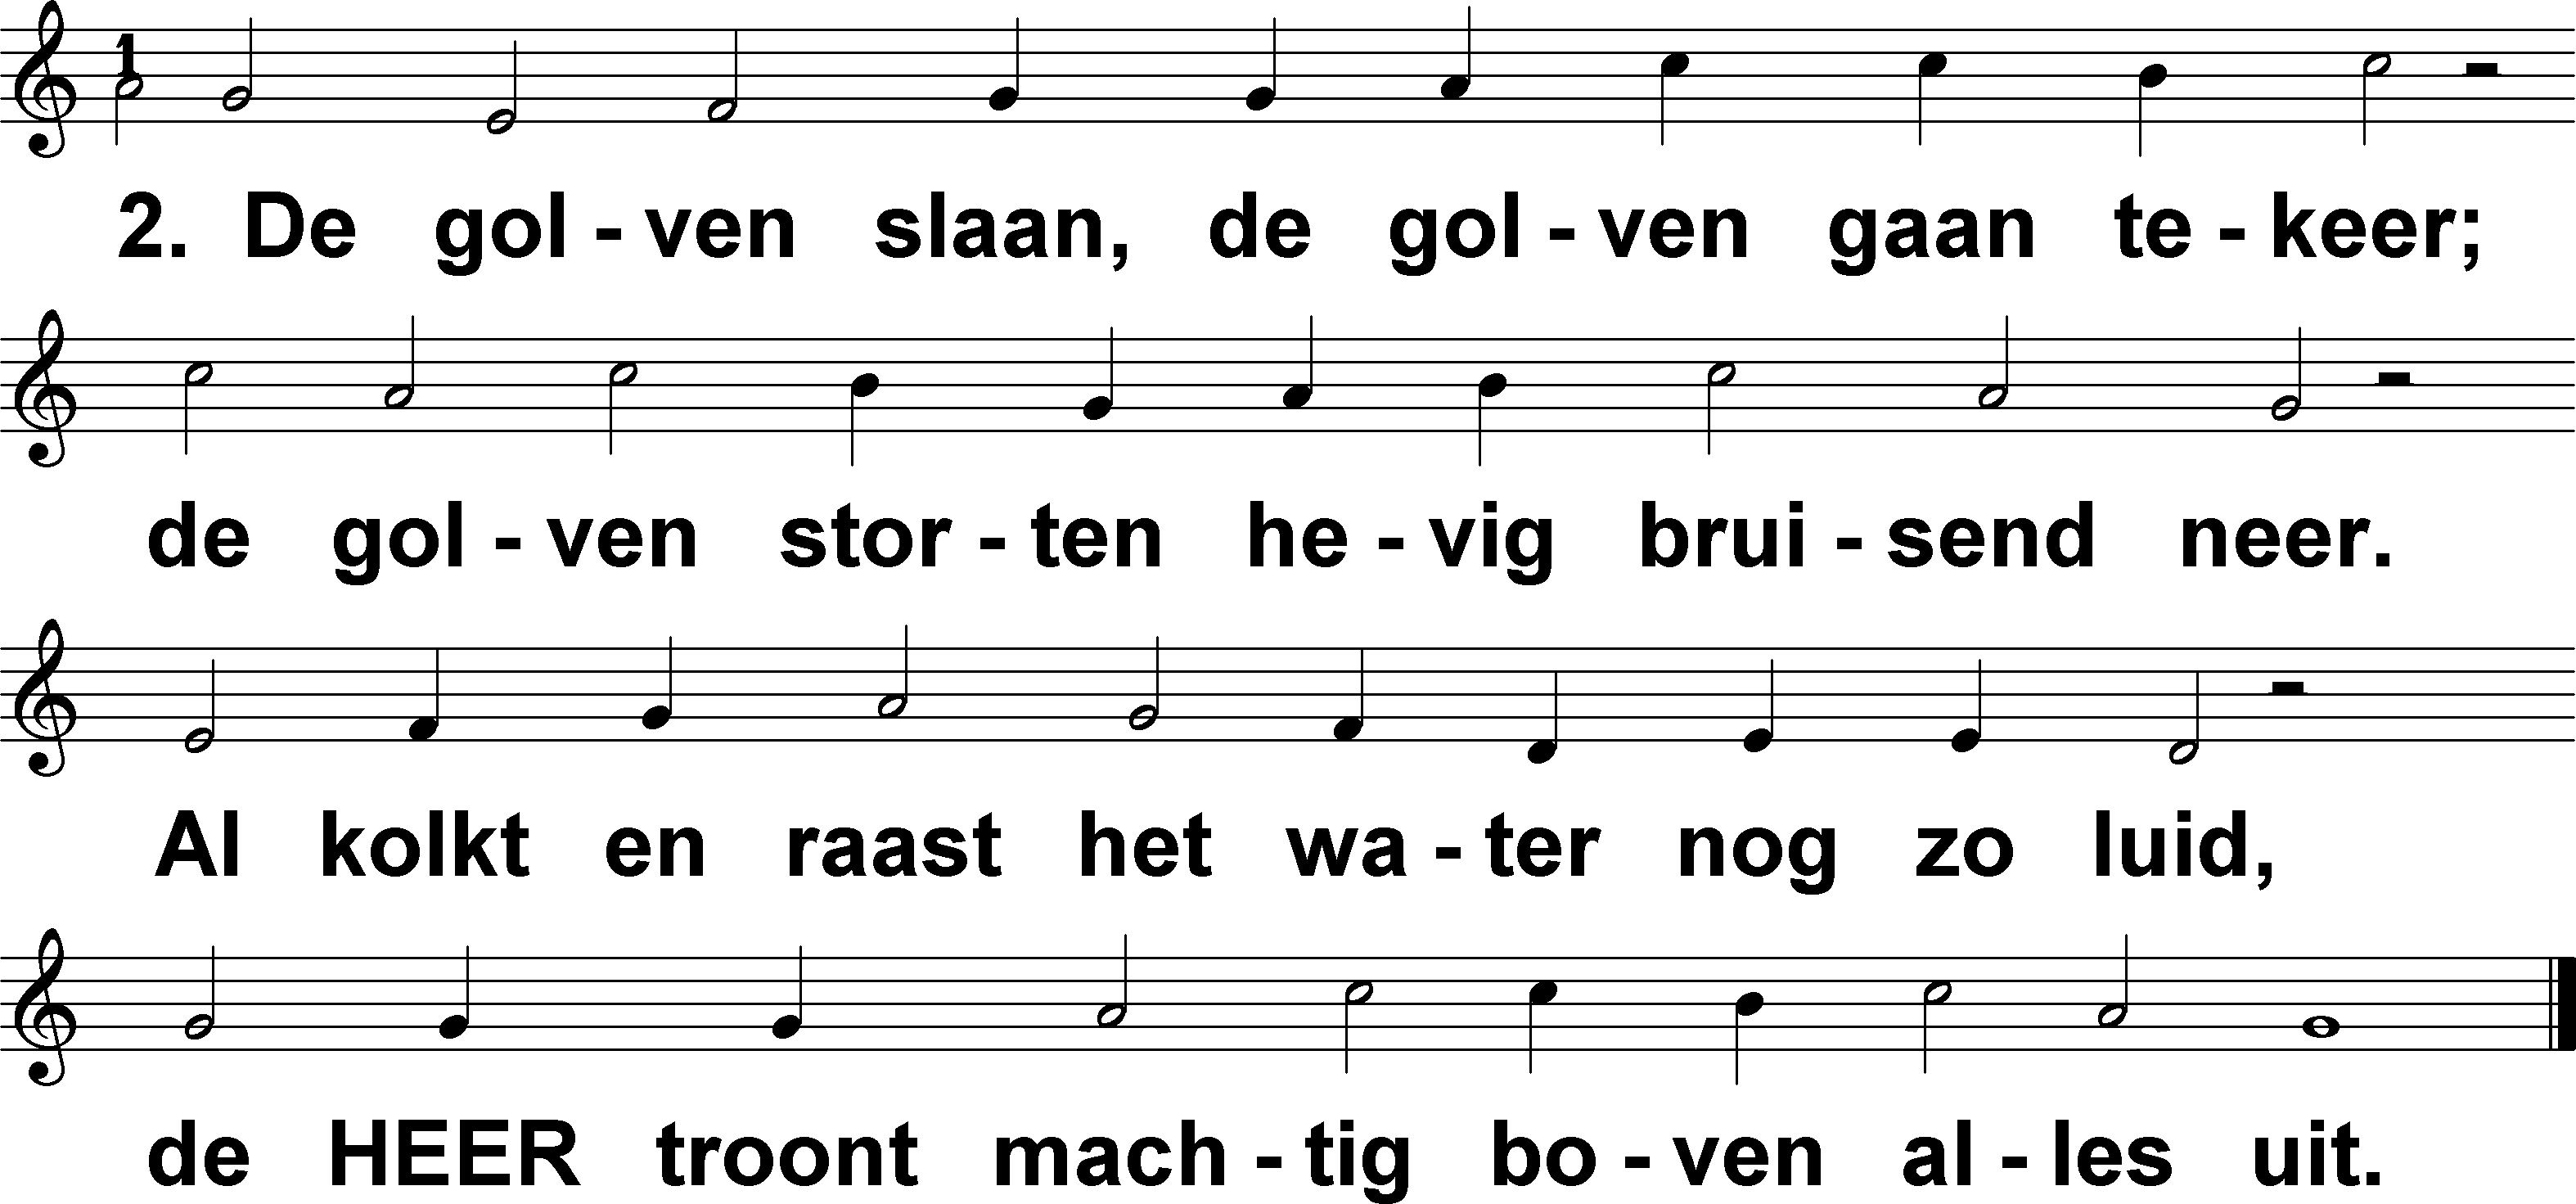 1
2. De gol - ven slaan, de gol - ven gaan te - keer;
de gol - ven stor - ten he - vig brui - send neer.
Al kolkt en raast het wa - ter nog zo luid,
de HEER troont mach - tig bo - ven al - les uit.